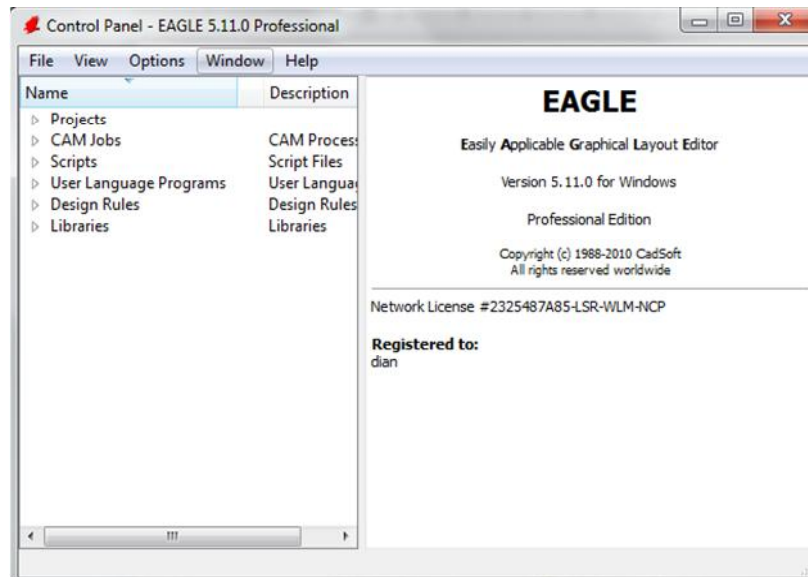 Control Panel - EAGLE 5.11.0 Professional
File View Options Window Help
Name Description
Projects
CAM Jobs CAM Process
Scripts Script Files
User Language Programs User Langua
Design Rules Design Rules
Libraries Libraries
EAGLE
Easily Applicable Graphical Layout Editor
Version 5.11.0 for Windows
Professional Edition
Copyright (c) 1988-2010 CadSoft
All rights reserved worldwide
Network License #2325487A85-LSR-WLM-NCP
Registered to:
dian